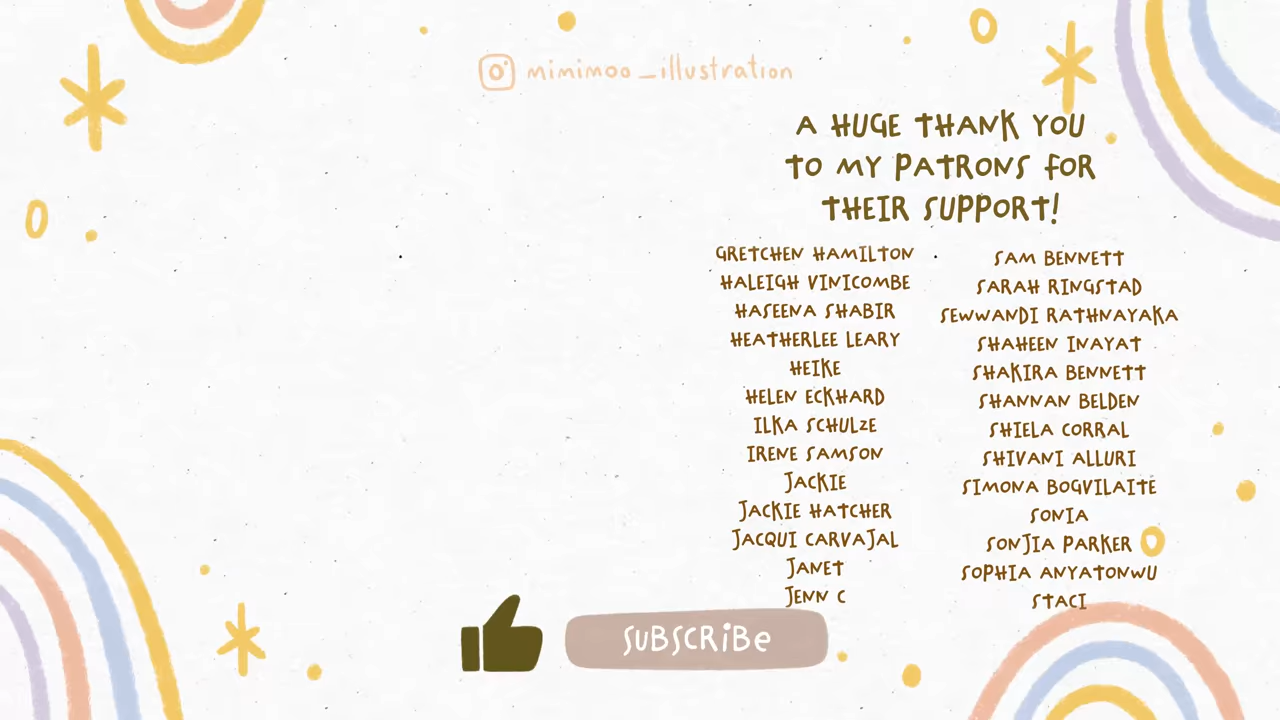 mimimoo_illustration
A HUGE THANK YOU
TO MY PATRONS FOR
THEIR SUPPORT!
GRETCHEN HAMILTON
HALEIGH VINICOMBE
HASEENA SHABIR
HEATHERLEE LEARY
HEIKE
HELEN ECKHARD
ILKA SCHULZE
IRENE SAMSON
JACKIE
JACKIE HATCHER
JACQUI CARVAJAL
JANET
JENN C
SAM BENNETT
SARAH RINGSTAD
SEWWANDI RATHNAYAKA
SHAHEEN INAYAT
SHAKIRA BENNETT
SHANNAN BELDEN
SHIELA CORRAL
SHIVANI ALLURI
SIMONA BOGVILAITE
SONIA
SONJIA PARKER
SOPHIA ANYATONWU
STACI
SUBSCRIBE